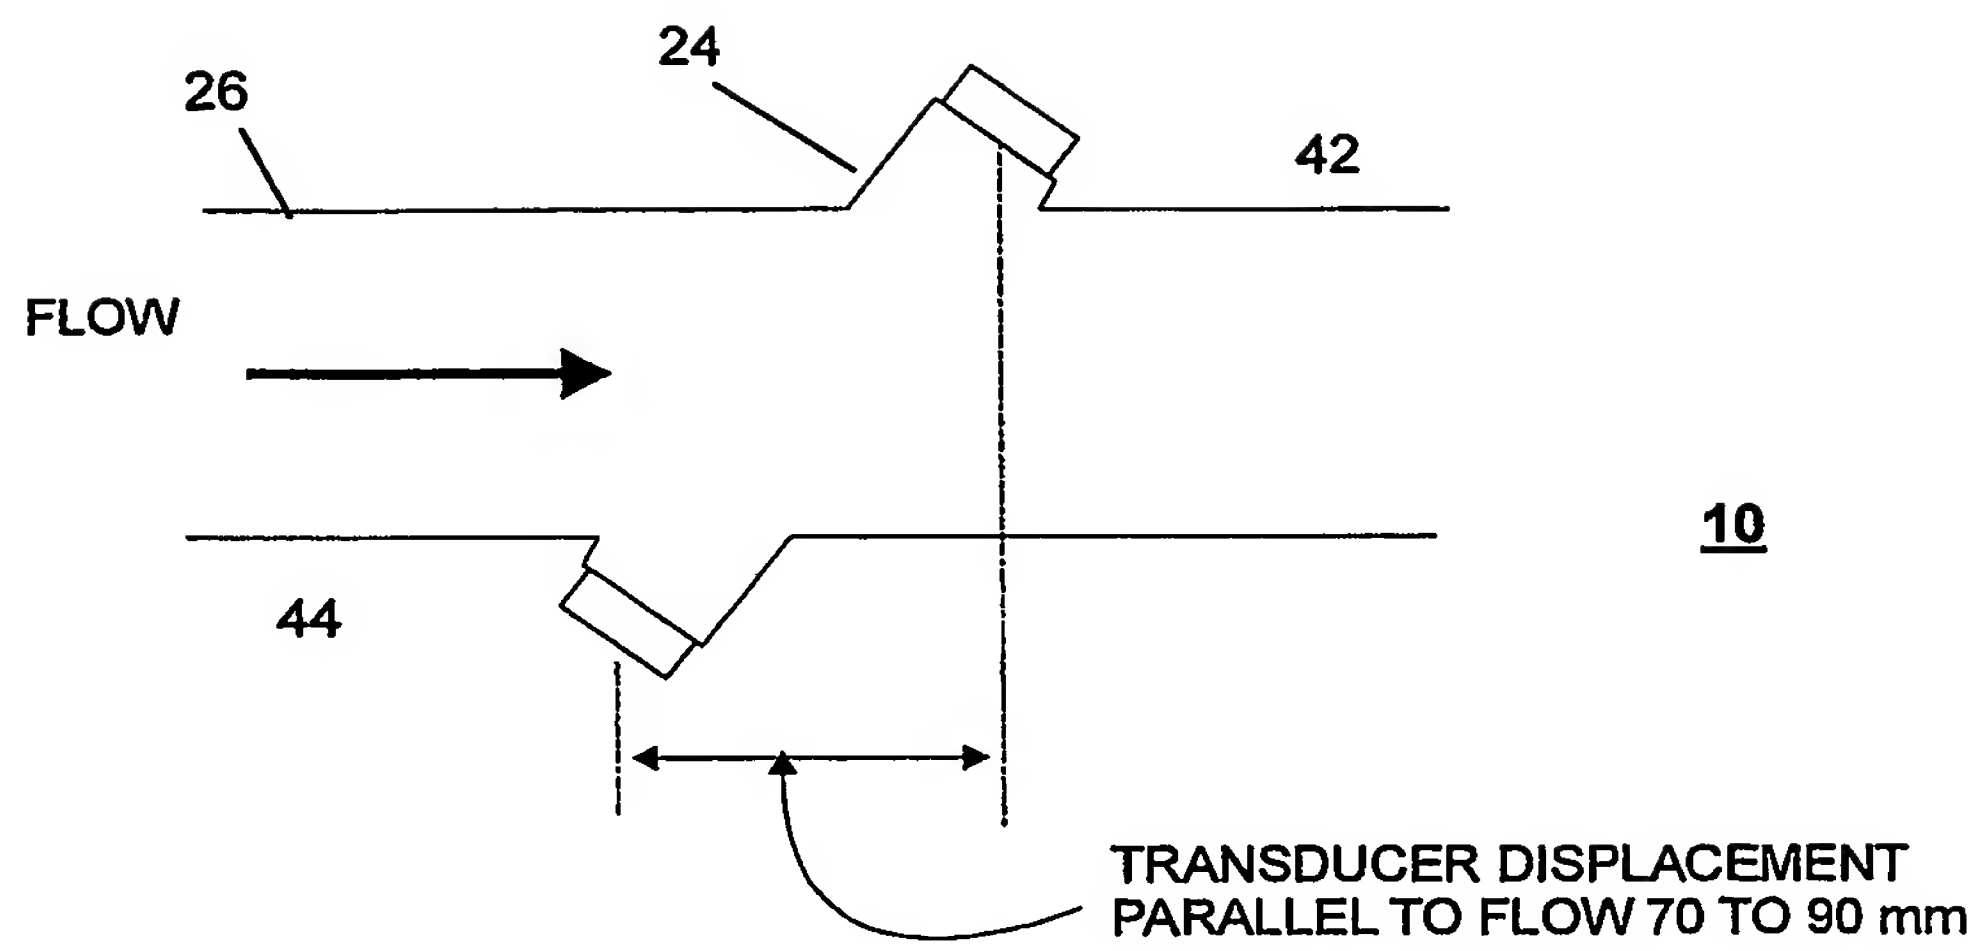 24
26
42
FLOW
10
44
TRANSDUCER DISPLACEMENT
PARALLEL TO FLOW 70 TO 90 mm